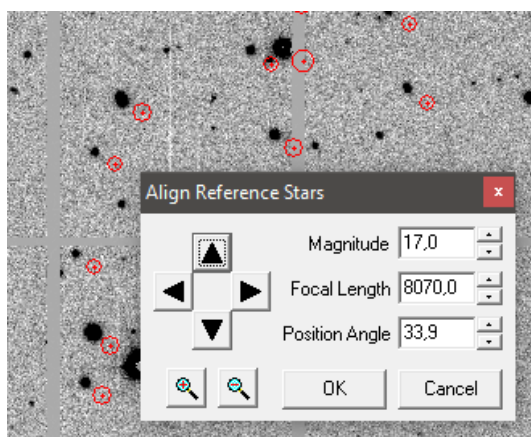 Align Reference Stars x
Magnitude 17,0
Focal Length 8070,0
Position Angle 33,9
OK Cancel